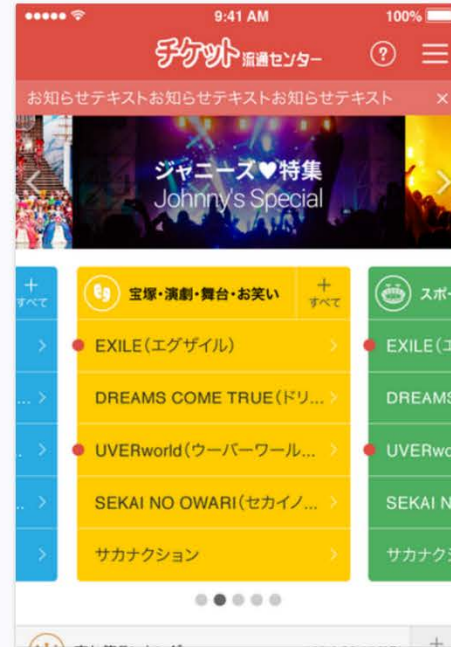 9:41 AM
100%
チケット流通センター
?
お知らせテキストお知らせテキストお知らせテキスト ×
ジャニーズ♥特集
Johnny's Special
+
すべて
宝塚・演劇・舞台・お笑い
+
すべて
スポー
EXILE(エグザイル)
EXILE(エ
DREAMS COME TRUE(ドリ...
DREAMS
UVERworld(ウーバーワール...
UVERwo
SEKAI NO OWARI(セカイノ...
SEKAI N
サカナクション
サカナクシ
+